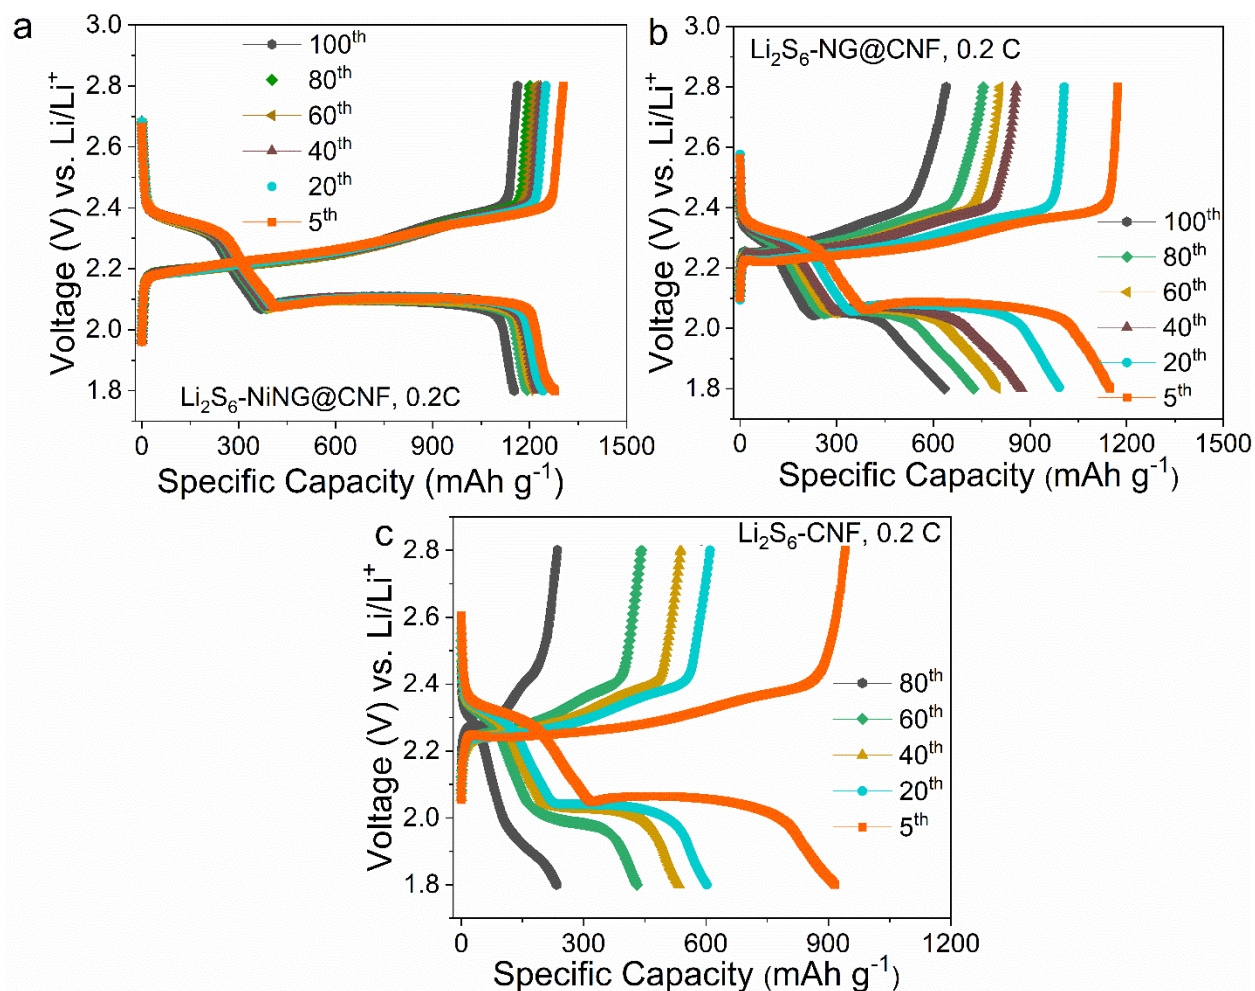 a
3.0
2.8
2.6
2.4
2.2
2.0
1.8
Voltage (V) vs. Li/Li⁺
100th
80th
60th
40th
20th
5th
Li₂S₆-NiNG@CNF, 0.2C
0 300 600 900 1200 1500
Specific Capacity (mAh g⁻¹)
b
3.0
2.8
2.6
2.4
2.2
2.0
1.8
Voltage (V) vs. Li/Li⁺
Li₂S₆-NG@CNF, 0.2 C
100th
80th
60th
40th
20th
5th
0 300 600 900 1200 1500
Specific Capacity (mAh g⁻¹)
c
2.8
2.6
2.4
2.2
2.0
1.8
Voltage (V) vs. Li/Li⁺
Li₂S₆-CNF, 0.2 C
80th
60th
40th
20th
5th
0 300 600 900 1200
Specific Capacity (mAh g⁻¹)